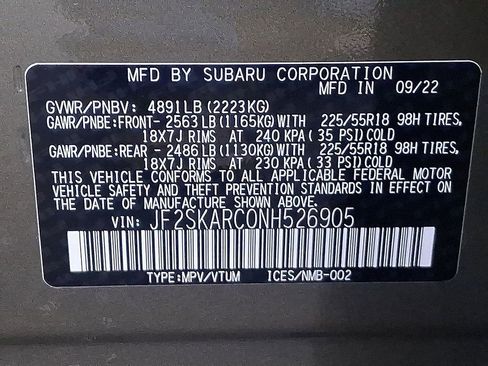 MFD BY SUBARU CORPORATION
MFD IN 09/22
GVWR/PNBV: 4891LB(2223KG)
GAWR/PNBE:FRONT- 2563LB(1165KG)WITH 225/55R18 98H TIRES,
18X7J RIMS AT 240 KPA( 35 PSI)COLD
GAWR/PNBE:REAR - 2486LB(1130KG)WITH 225/55R18 98H TIRES,
18X7J RIMS AT 230 KPA( 33 PSI)COLD
THIS VEHICLE CONFORMS TO ALL APPLICABLE FEDERAL MOTOR
VEHICLE SAFETY AND THEFT PREVENTION STANDARDS IN EFFECT
ON THE DATE OF MANUFACTURE SHOWN ABOVE.
VIN: JF2SKARC0NH526905
TYPE:MPV/VTUM ICES/NMB-002